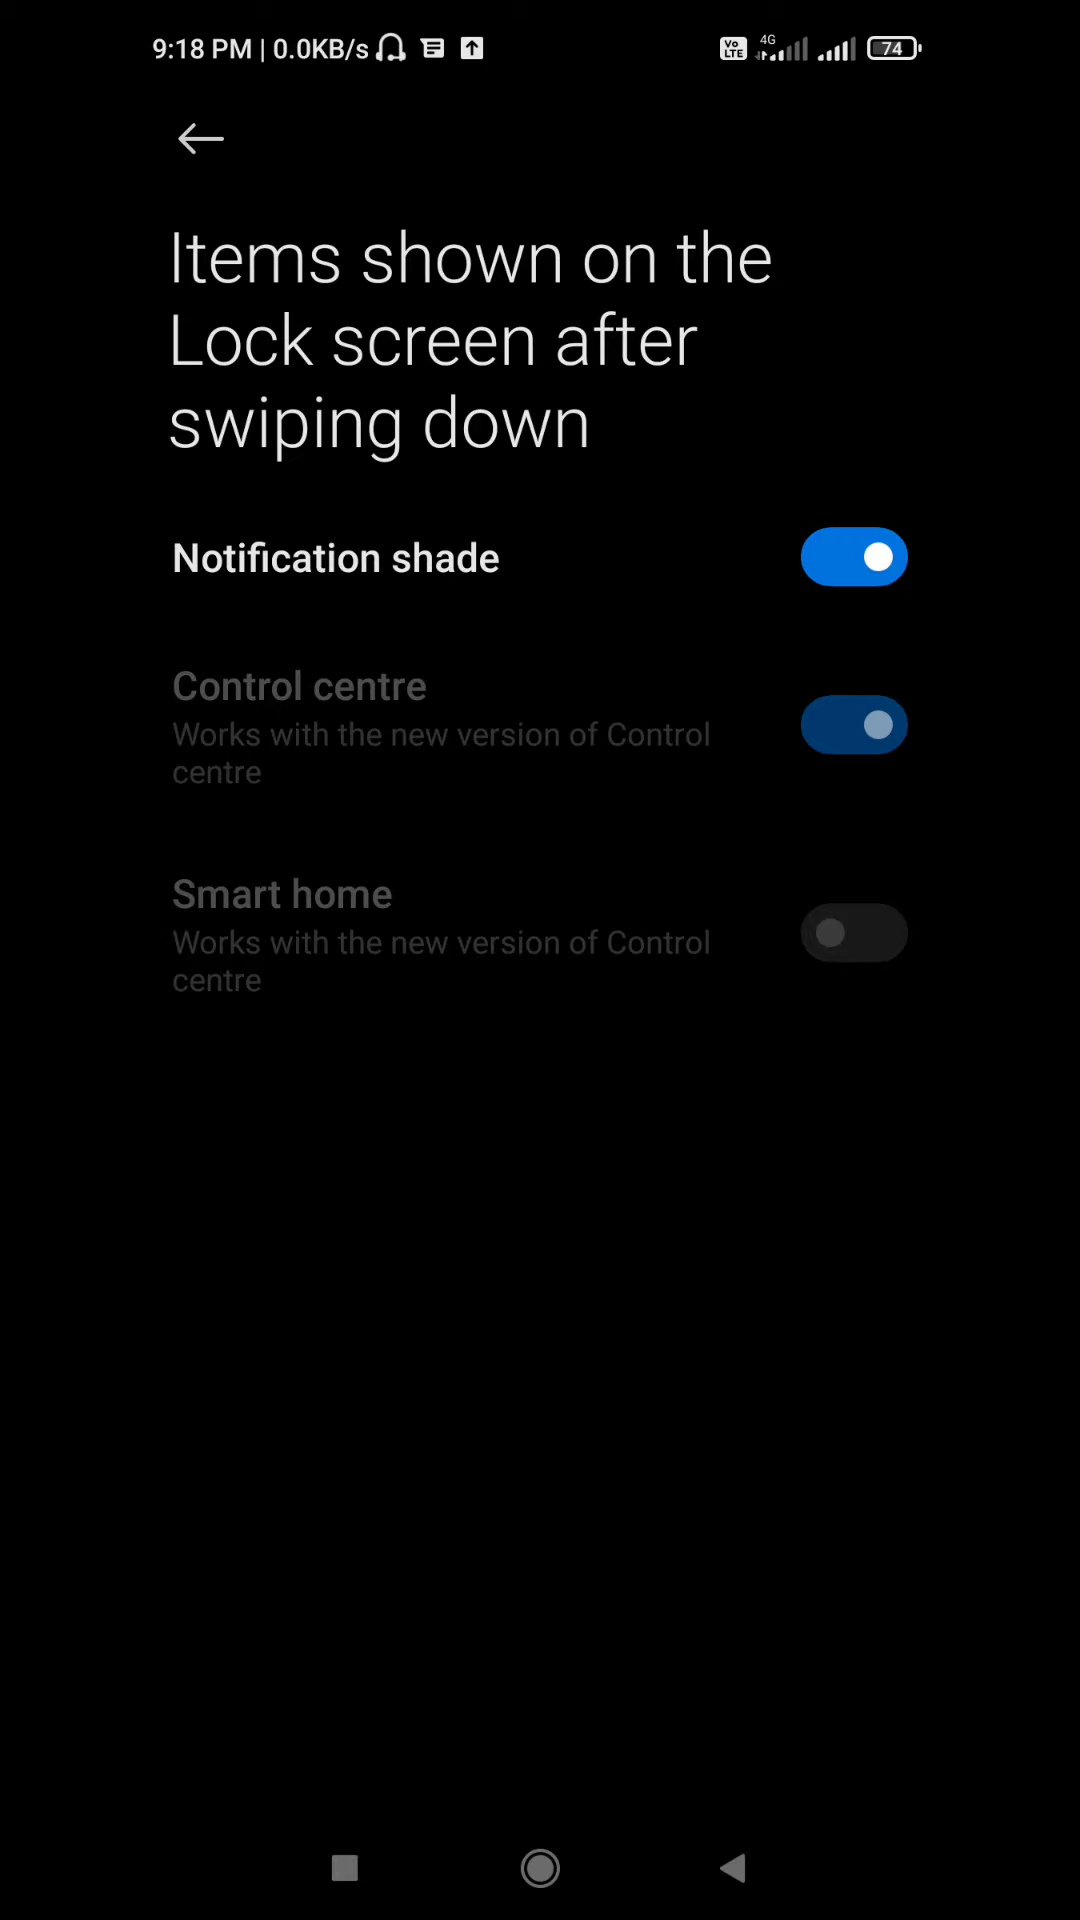 9:18 PM | 0.0KB/s
Vo LTE 4G 74
Items shown on the
Lock screen after
swiping down
Notification shade
Control centre
Works with the new version of Control
centre
Smart home
Works with the new version of Control
centre